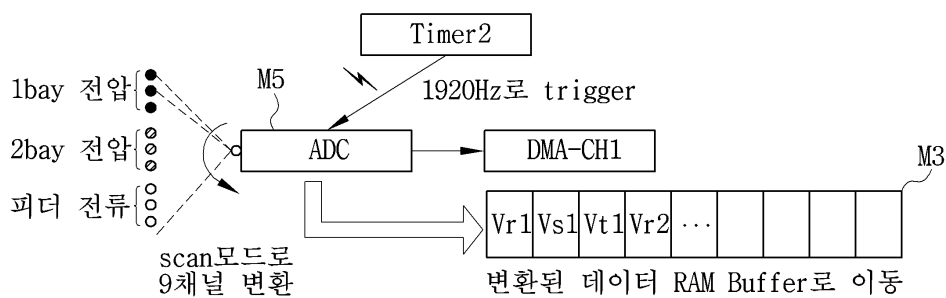 Timer2
1bay 전압
M5
1920Hz로 trigger
2bay 전압
ADC
DMA-CH1
M3
피더 전류
Vr1 Vs1 Vt1 Vr2 ···
scan모드로
9채널 변환
변환된 데이터 RAM Buffer로 이동